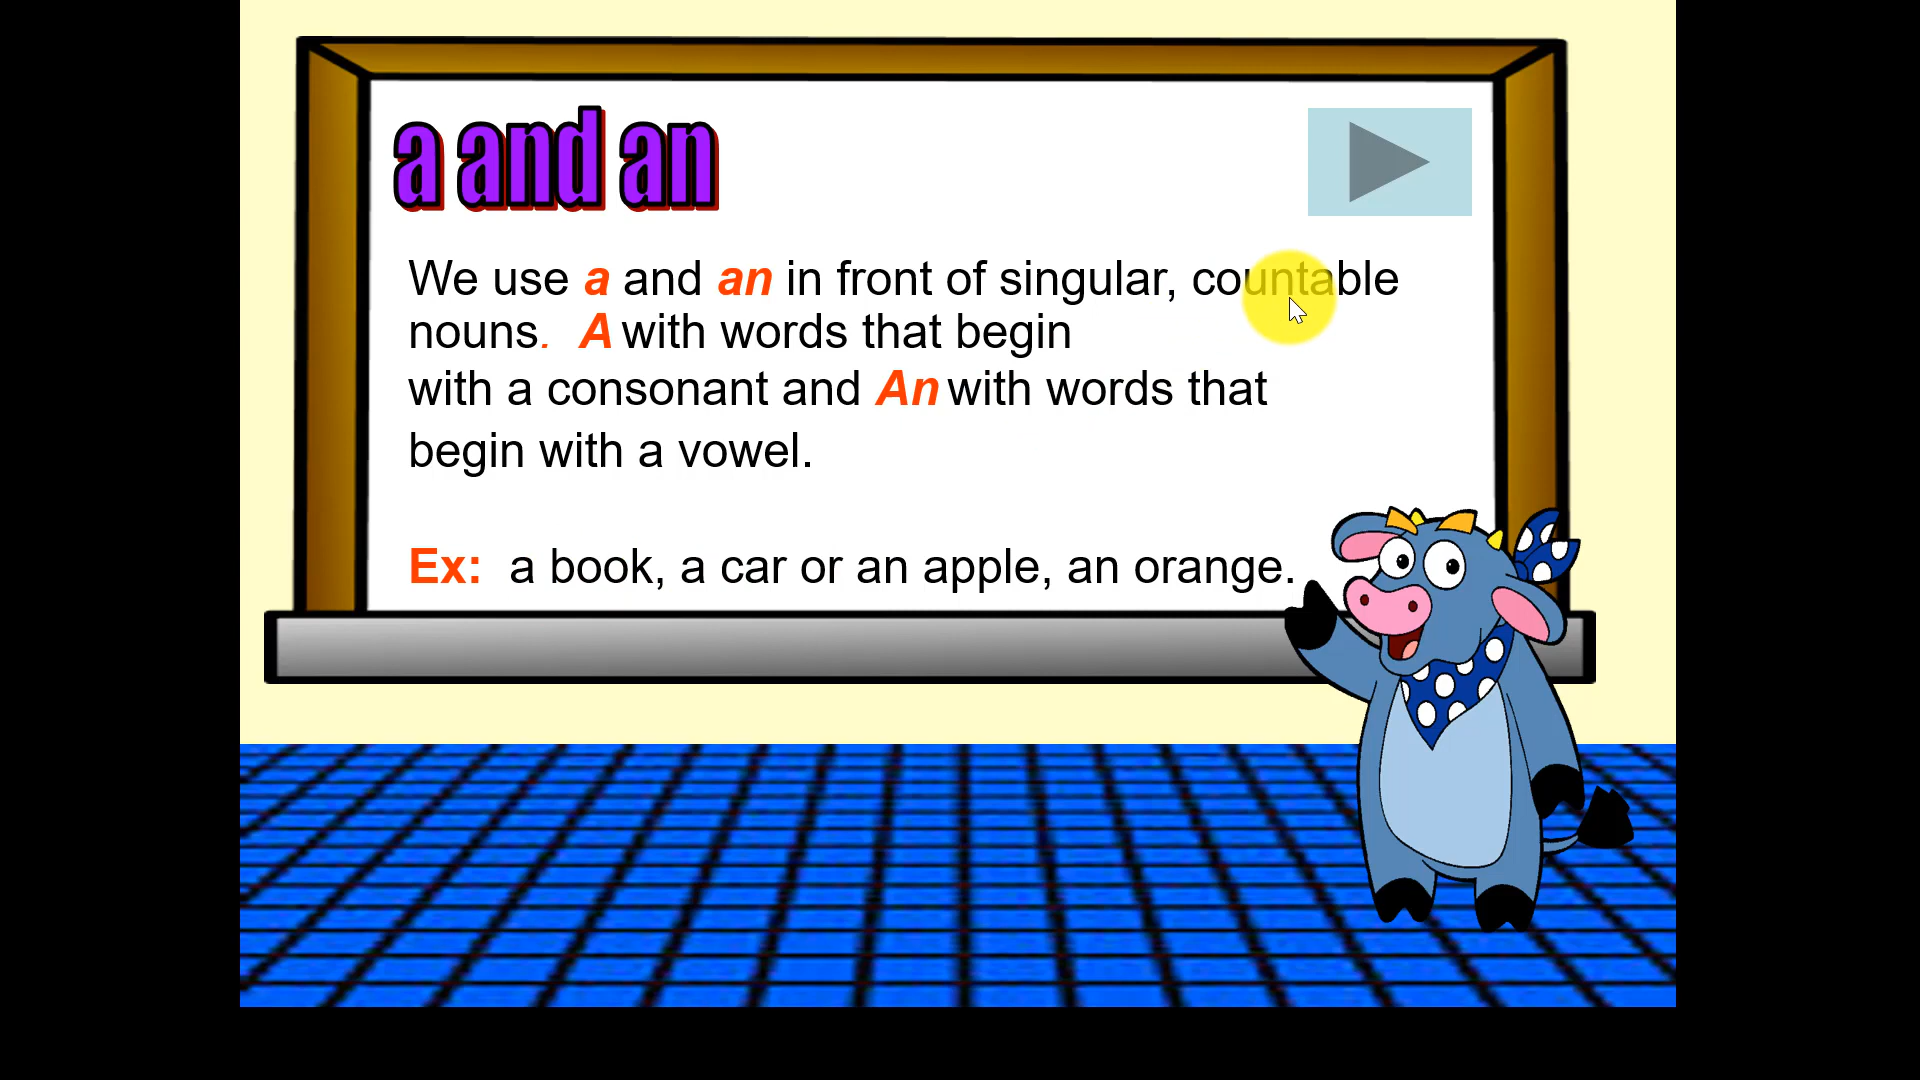 a and an
We use a and an in front of singular, countable
nouns. A with words that begin
with a consonant and An with words that
begin with a vowel.
Ex: a book, a car or an apple, an orange.